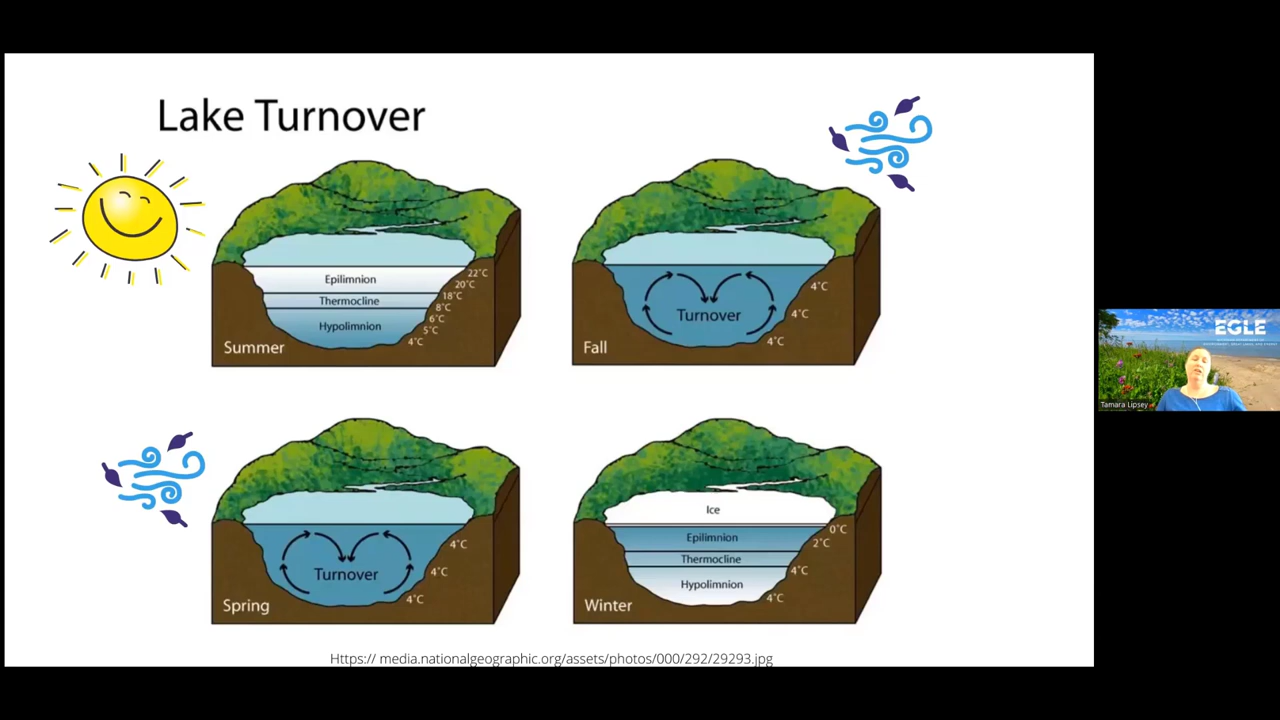 Lake Turnover
Epilimnion
Thermocline
Hypolimnion
22°C
20°C
18°C
8°C
6°C
5°C
4°C
Summer
Turnover
4°C
4°C
4°C
Fall
Turnover
4°C
4°C
4°C
Spring
Ice
Epilimnion
Thermocline
Hypolimnion
0°C
2°C
4°C
4°C
Winter
Https:// media.nationalgeographic.org/assets/photos/000/292/29293.jpg
EGLE
Tamara Lipsey